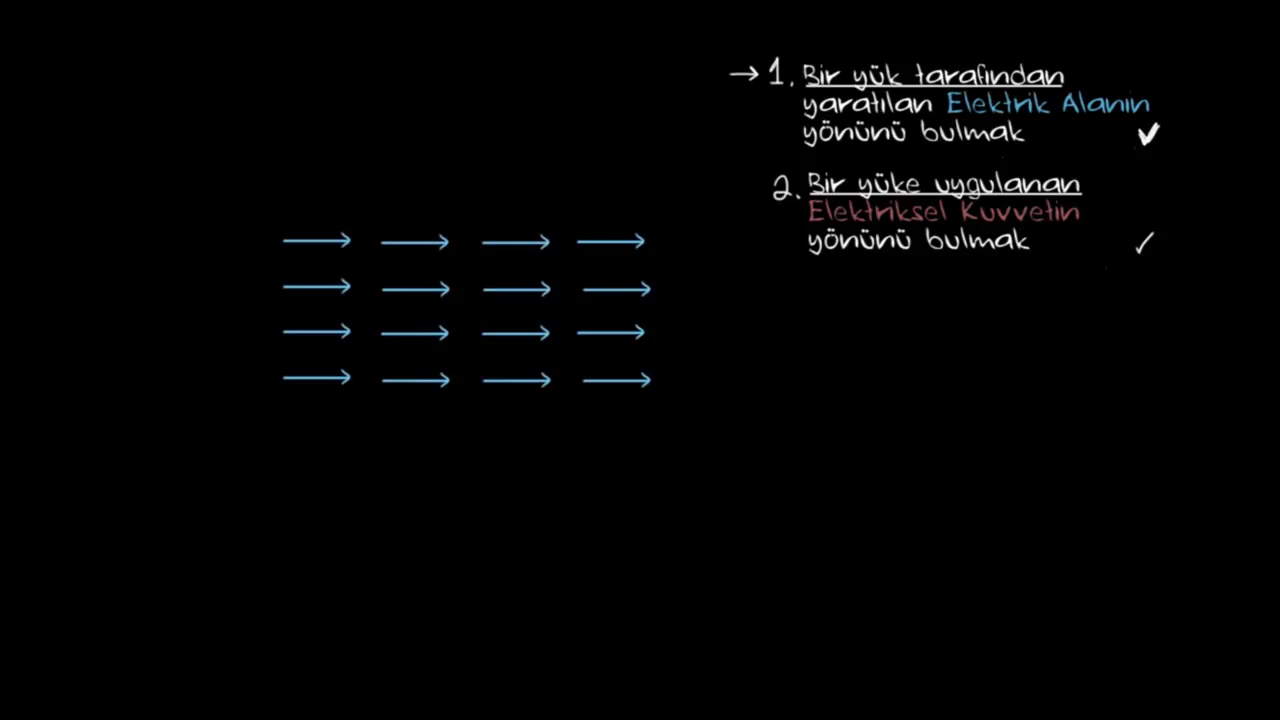 → 1. Bir yük tarafından
yaratılan Elektrik Alanın
yönünü bulmak ✓
2. Bir yüke uygulanan
Elektriksel Kuvvetin
yönünü bulmak ✓